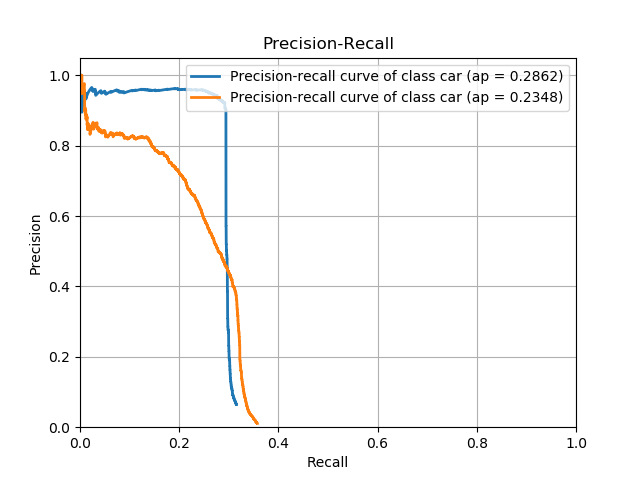 Precision-Recall
Precision-recall curve of class car (ap = 0.2862)
Precision-recall curve of class car (ap = 0.2348)
1.0
0.8
0.6
0.4
0.2
0.0
Precision
0.0 0.2 0.4 0.6 0.8 1.0
Recall